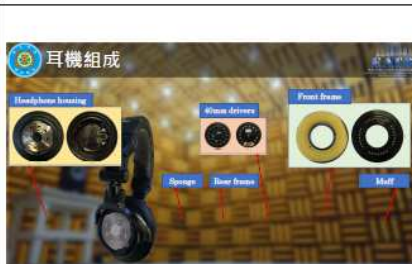 耳機組成
Headphone housing
40mm drivers
Front frame
Sponge
Rear frame
Muff